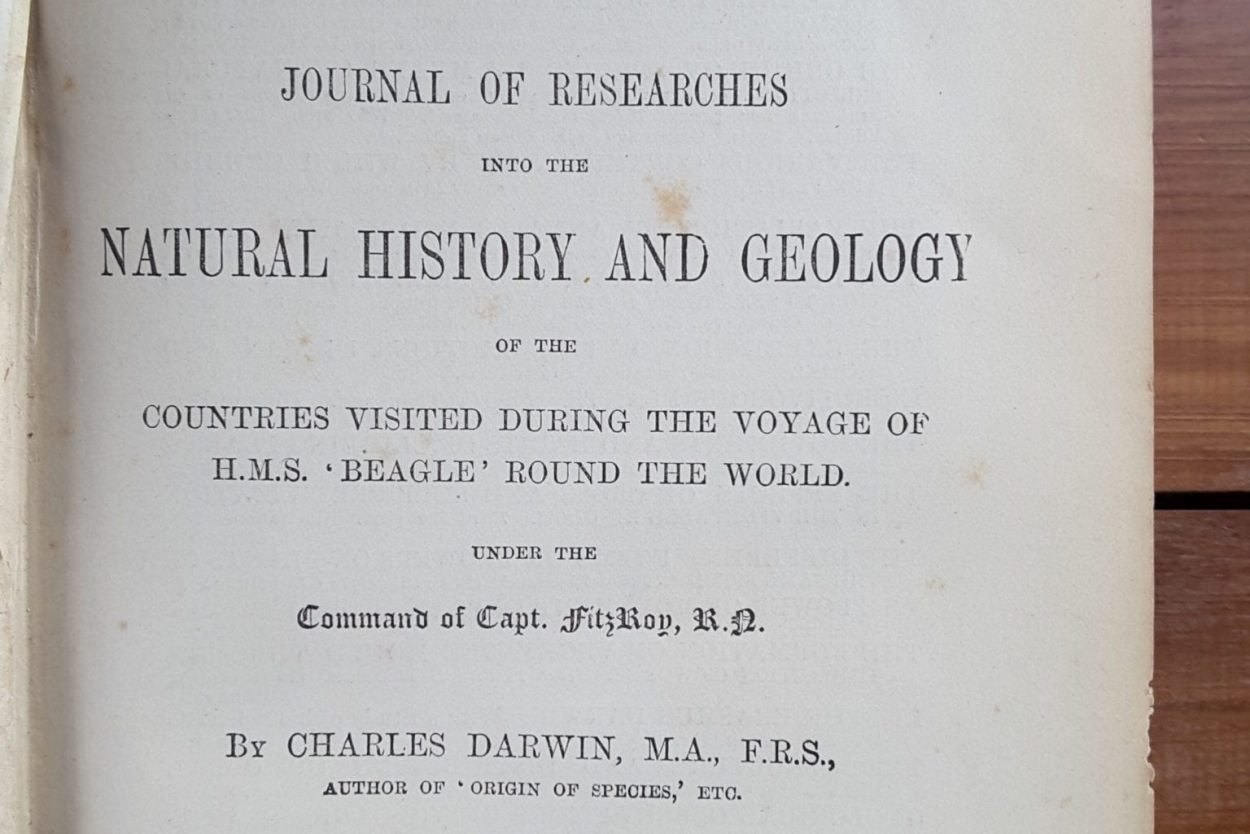 JOURNAL OF RESEARCHES
INTO THE
NATURAL HISTORY AND GEOLOGY
OF THE
COUNTRIES VISITED DURING THE VOYAGE OF
H.M.S. ‘BEAGLE’ ROUND THE WORLD.
UNDER THE
Command of Capt. FitzRoy, R.N.
BY CHARLES DARWIN, M.A., F.R.S.,
AUTHOR OF ‘ORIGIN OF SPECIES,’ ETC.